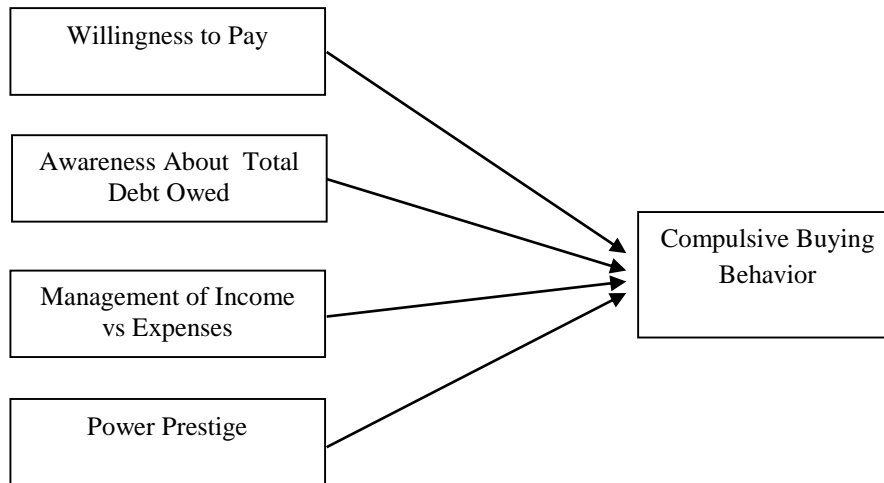 Willingness to Pay
Awareness About Total
Debt Owed
Management of Income
vs Expenses
Power Prestige
Compulsive Buying
Behavior